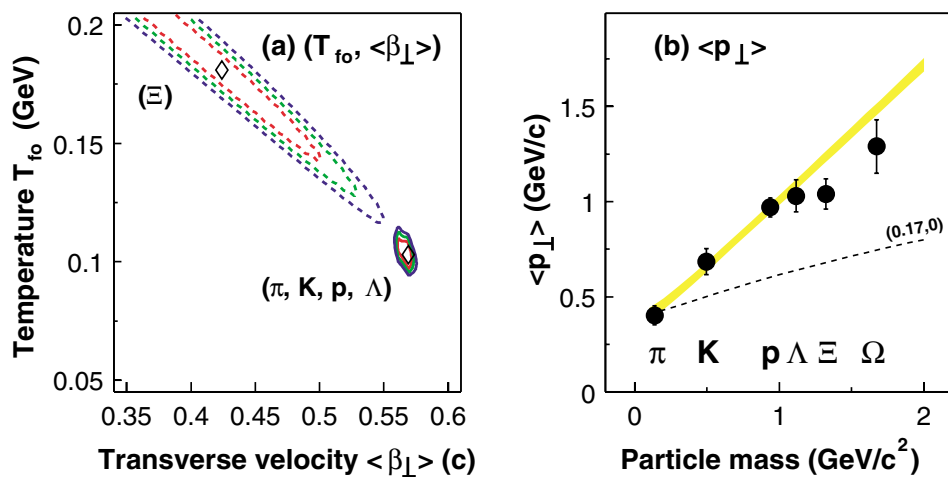 (a) (T fo, <β⊥>)
(Ξ)
(π, K, p, Λ)
Temperature T fo (GeV)
0.2
0.15
0.1
0.05
0.35 0.4 0.45 0.5 0.55 0.6
Transverse velocity <β⊥> (c)
(b) <p⊥>
(0.17,0)
π K p Λ Ξ Ω
<p⊥> (GeV/c)
1.5
1
0.5
0
0 1 2
Particle mass (GeV/c²)